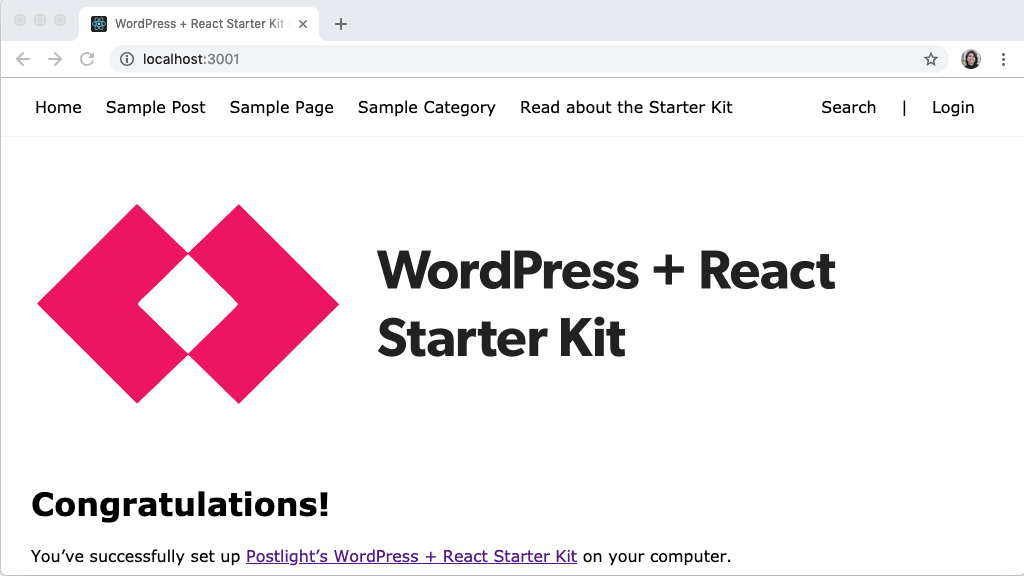 WordPress + React Starter Kit
localhost:3001
Home Sample Post Sample Page Sample Category Read about the Starter Kit Search | Login
WordPress + React
Starter Kit
Congratulations!
You’ve successfully set up Postlight’s WordPress + React Starter Kit on your computer.